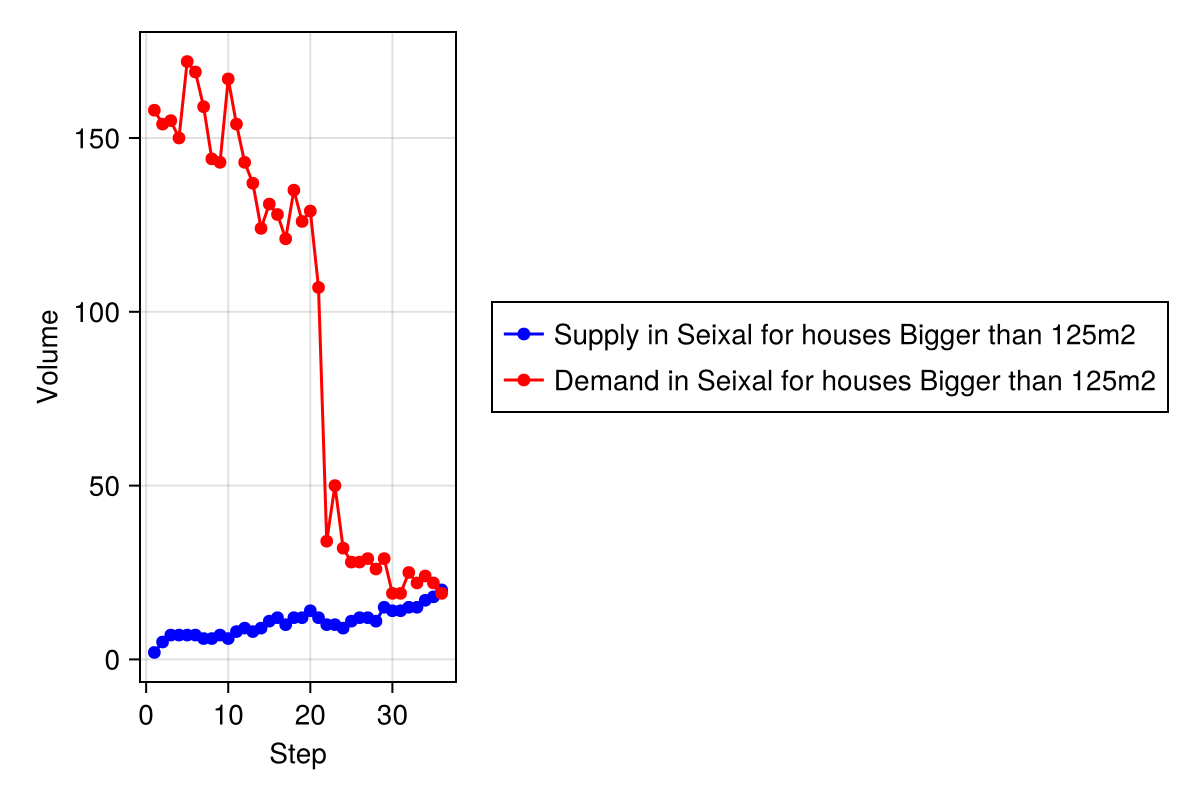 Volume
150
100
50
0
0 10 20 30
Step
Supply in Seixal for houses Bigger than 125m2
Demand in Seixal for houses Bigger than 125m2